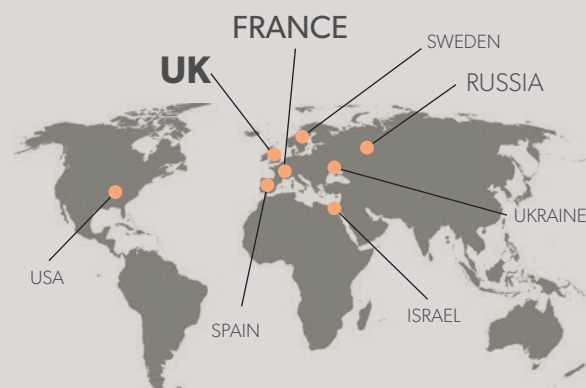 FRANCE
SWEDEN
UK
RUSSIA
UKRAINE
USA
ISRAEL
SPAIN